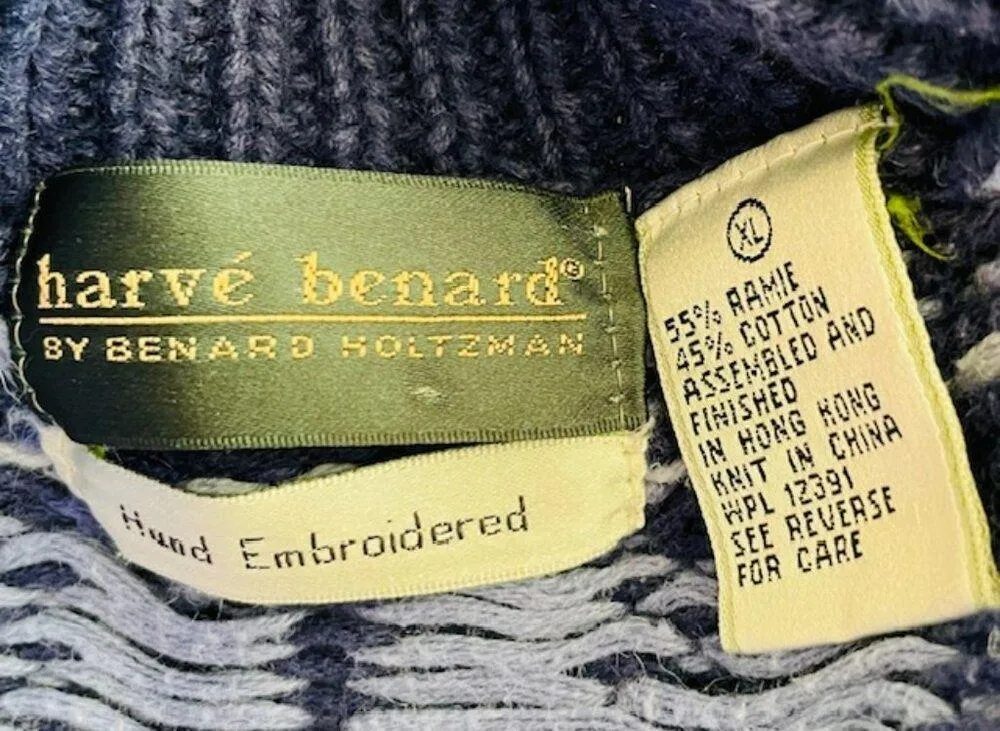 harvé benard®
BY BENARD HOLTZMAN
Hand Embroidered
XL
55% RAMIE
45% COTTON
ASSEMBLED AND
FINISHED
IN HONG KONG
KNIT IN CHINA
WPL 12391
SEE REVERSE
FOR CARE